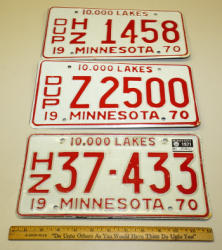 10,000 LAKES
DUP HZ 1458
19 MINNESOTA 70
10,000 LAKES
DUP Z 2500
19 MINNESOTA 70
10,000 LAKES
1971
HZ 37-433
19 MINNESOTA 70
"Do Unto Others As You Would Have Them Do Unto You"